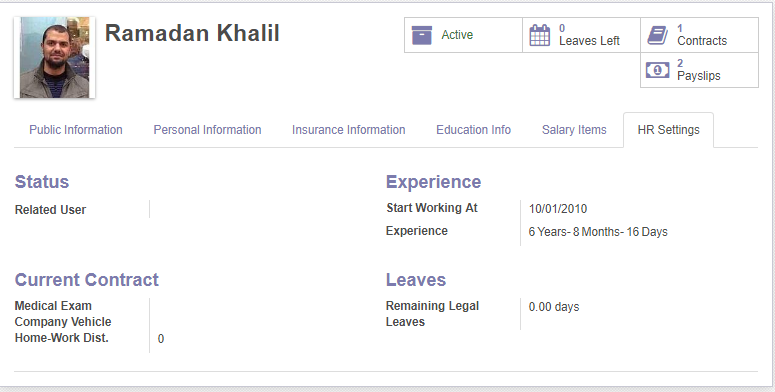 Ramadan Khalil
Active
0
Leaves Left
1
Contracts
2
Payslips
Public Information
Personal Information
Insurance Information
Education Info
Salary Items
HR Settings
Status
Related User
Experience
Start Working At 10/01/2010
Experience 6 Years- 8 Months- 16 Days
Current Contract
Medical Exam
Company Vehicle
Home-Work Dist. 0
Leaves
Remaining Legal 0.00 days
Leaves